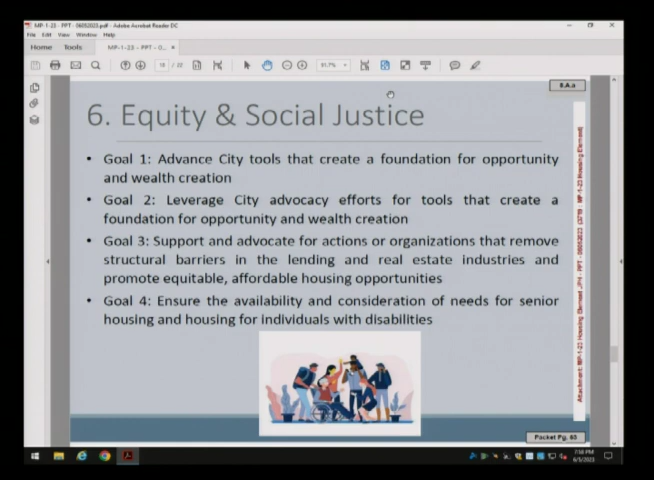 MP-1-23 - PPT - 06052023.pdf - Adobe Acrobat Reader DC
File Edit View Window Help
Home Tools MP-1-23 - PPT - 0... ×
/ 22
8.A.a
6. Equity & Social Justice
• Goal 1: Advance City tools that create a foundation for opportunity
and wealth creation
• Goal 2: Leverage City advocacy efforts for tools that create a
foundation for opportunity and wealth creation
• Goal 3: Support and advocate for actions or organizations that remove
structural barriers in the lending and real estate industries and
promote equitable, affordable housing opportunities
• Goal 4: Ensure the availability and consideration of needs for senior
housing and housing for individuals with disabilities
Packet Pg. 65
7:58 PM
6/5/2023